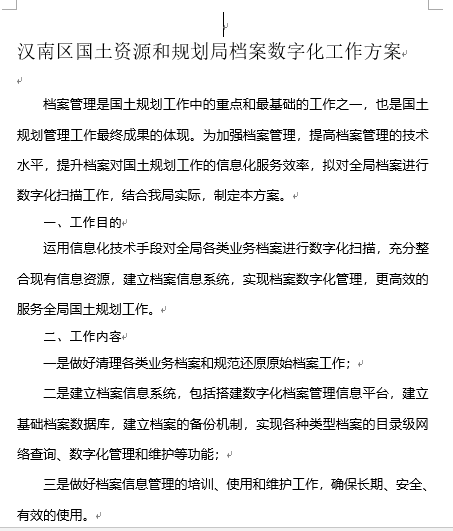 汉南区国土资源和规划局档案数字化工作方案
档案管理是国土规划工作中的重点和最基础的工作之一，也是国土
规划管理工作最终成果的体现。为加强档案管理，提高档案管理的技术
水平，提升档案对国土规划工作的信息化服务效率，拟对全局档案进行
数字化扫描工作，结合我局实际，制定本方案。
一、工作目的
运用信息化技术手段对全局各类业务档案进行数字化扫描，充分整
合现有信息资源，建立档案信息系统，实现档案数字化管理，更高效的
服务全局国土规划工作。
二、工作内容
一是做好清理各类业务档案和规范还原原始档案工作；
二是建立档案信息系统，包括搭建数字化档案管理信息平台，建立
基础档案数据库，建立档案的备份机制，实现各种类型档案的目录级网
络查询、数字化管理和维护等功能；
三是做好档案信息管理的培训、使用和维护工作，确保长期、安全、
有效的使用。